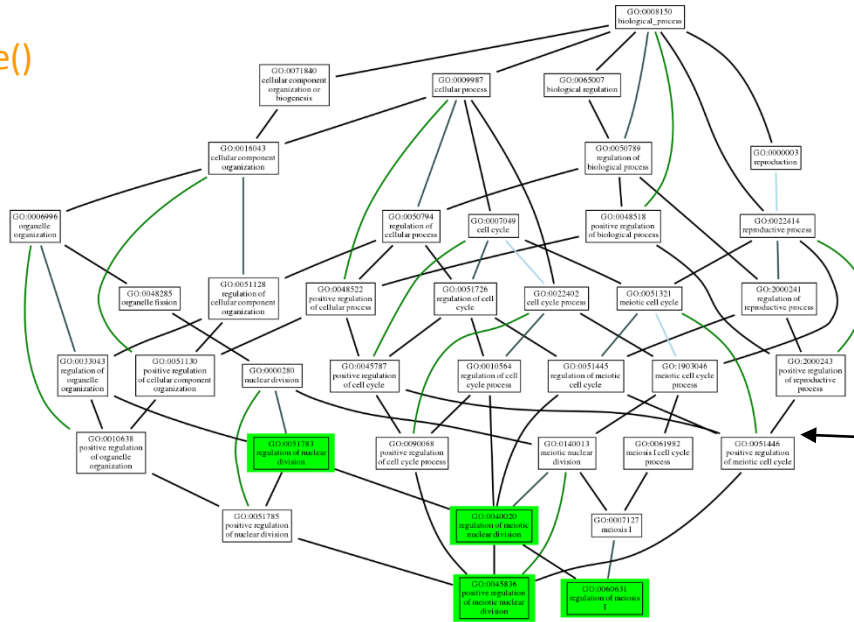 e()
GO:0008150
biological_process
GO:0071840
cellular component
organization or
biogenesis
GO:0009987
cellular process
GO:0065007
biological regulation
GO:0016043
cellular component
organization
GO:0050789
regulation of
biological process
GO:0000003
reproduction
GO:0006996
organelle
organization
GO:0050794
regulation of
cellular process
GO:0007049
cell cycle
GO:0048518
positive regulation
of biological process
GO:0022414
reproductive process
GO:0048285
organelle fission
GO:0051128
regulation of
cellular component
organization
GO:0048522
positive regulation
of cellular process
GO:0051726
regulation of cell
cycle
GO:0022402
cell cycle process
GO:0051321
meiotic cell cycle
GO:2000241
regulation of
reproductive process
GO:0033043
regulation of
organelle
organization
GO:0051130
positive regulation
of cellular component
organization
GO:0000280
nuclear division
GO:0045787
positive regulation
of cell cycle
GO:0010564
regulation of cell
cycle process
GO:0051445
regulation of meiotic
cell cycle
GO:1903046
meiotic cell cycle
process
GO:2000243
positive regulation
of reproductive
process
GO:0010638
positive regulation
of organelle
organization
GO:0051783
regulation of nuclear
division
GO:0090068
positive regulation
of cell cycle process
GO:0140013
meiotic nuclear
division
GO:0061982
meiosis I cell cycle
process
GO:0051446
positive regulation
of meiotic cell cycle
GO:0051785
positive regulation
of nuclear division
GO:0040020
regulation of meiotic
nuclear division
GO:0007127
meiosis I
GO:0045836
positive regulation
of meiotic nuclear
division
GO:0060631
regulation of meiosis
I